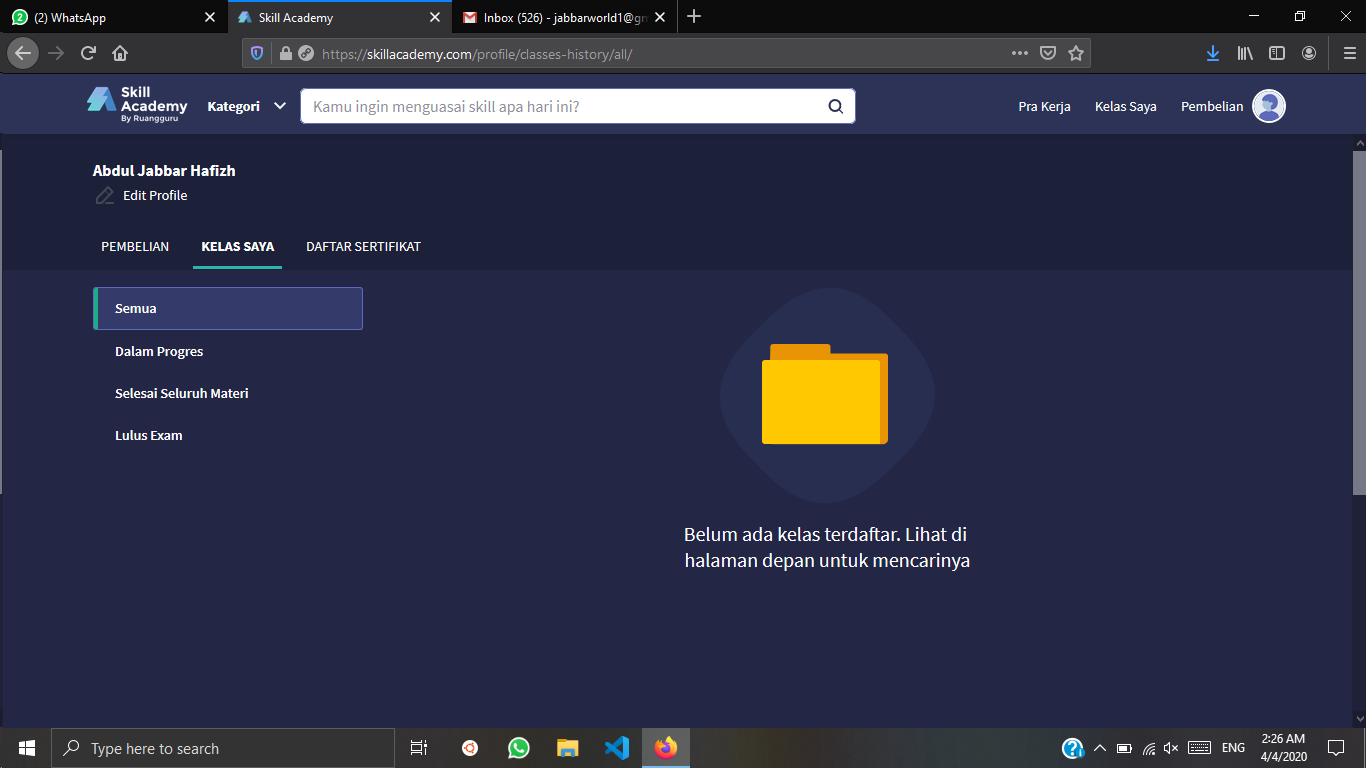 (2) WhatsApp
Skill Academy
Inbox (526) - jabbarworld1@gm
https://skillacademy.com/profile/classes-history/all/
Skill
Academy
By Ruangguru
Kategori
Kamu ingin menguasai skill apa hari ini?
Pra Kerja
Kelas Saya
Pembelian
Abdul Jabbar Hafizh
Edit Profile
PEMBELIAN
KELAS SAYA
DAFTAR SERTIFIKAT
Semua
Dalam Progres
Selesai Seluruh Materi
Lulus Exam
Belum ada kelas terdaftar. Lihat di
halaman depan untuk mencarinya
Type here to search
ENG
2:26 AM
4/4/2020